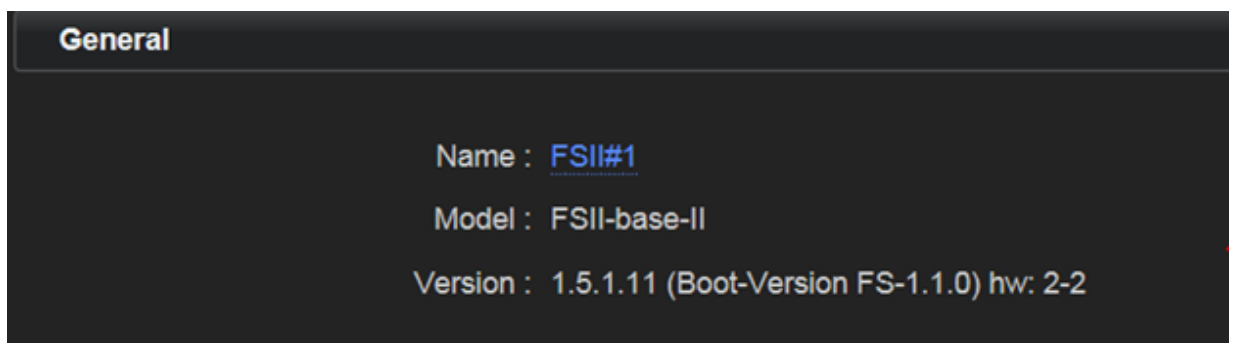 General
Name : FSII#1
Model : FSII-base-II
Version : 1.5.1.11 (Boot-Version FS-1.1.0) hw: 2-2